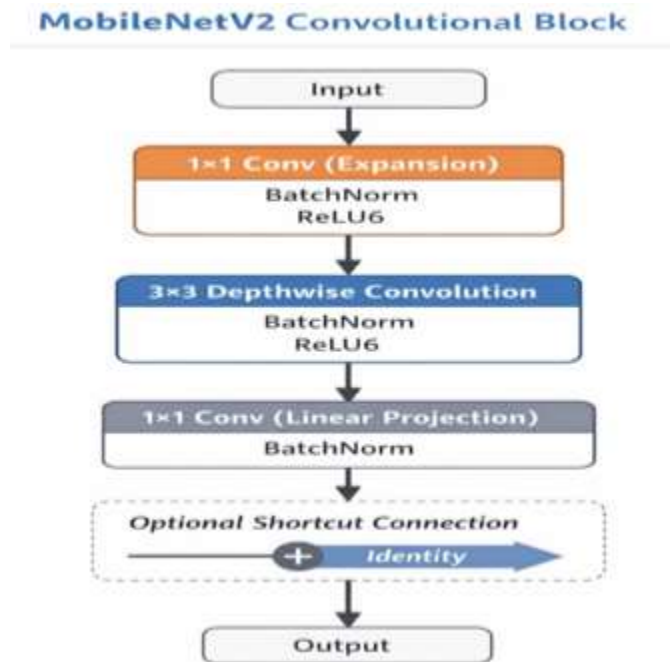 MobileNetV2 Convolutional Block
Input
1×1 Conv (Expansion)
BatchNorm
ReLU6
3×3 Depthwise Convolution
BatchNorm
ReLU6
1×1 Conv (Linear Projection)
BatchNorm
Optional Shortcut Connection
+ Identity
Output